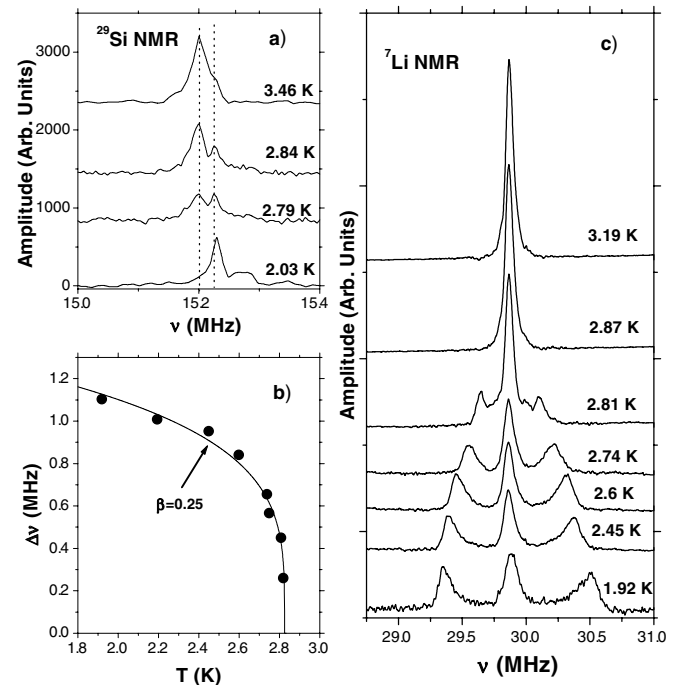 ²⁹Si NMR
a)
Amplitude (Arb. Units)
3000
2000
1000
0
3.46 K
2.84 K
2.79 K
2.03 K
15.0 15.2 15.4
ν (MHz)
b)
Δν (MHz)
1.2
1.0
0.8
0.6
0.4
0.2
0.0
β=0.25
1.8 2.0 2.2 2.4 2.6 2.8 3.0
T (K)
c)
⁷Li NMR
Amplitude (Arb. Units)
3.19 K
2.87 K
2.81 K
2.74 K
2.6 K
2.45 K
1.92 K
29.0 29.5 30.0 30.5 31.0
ν (MHz)